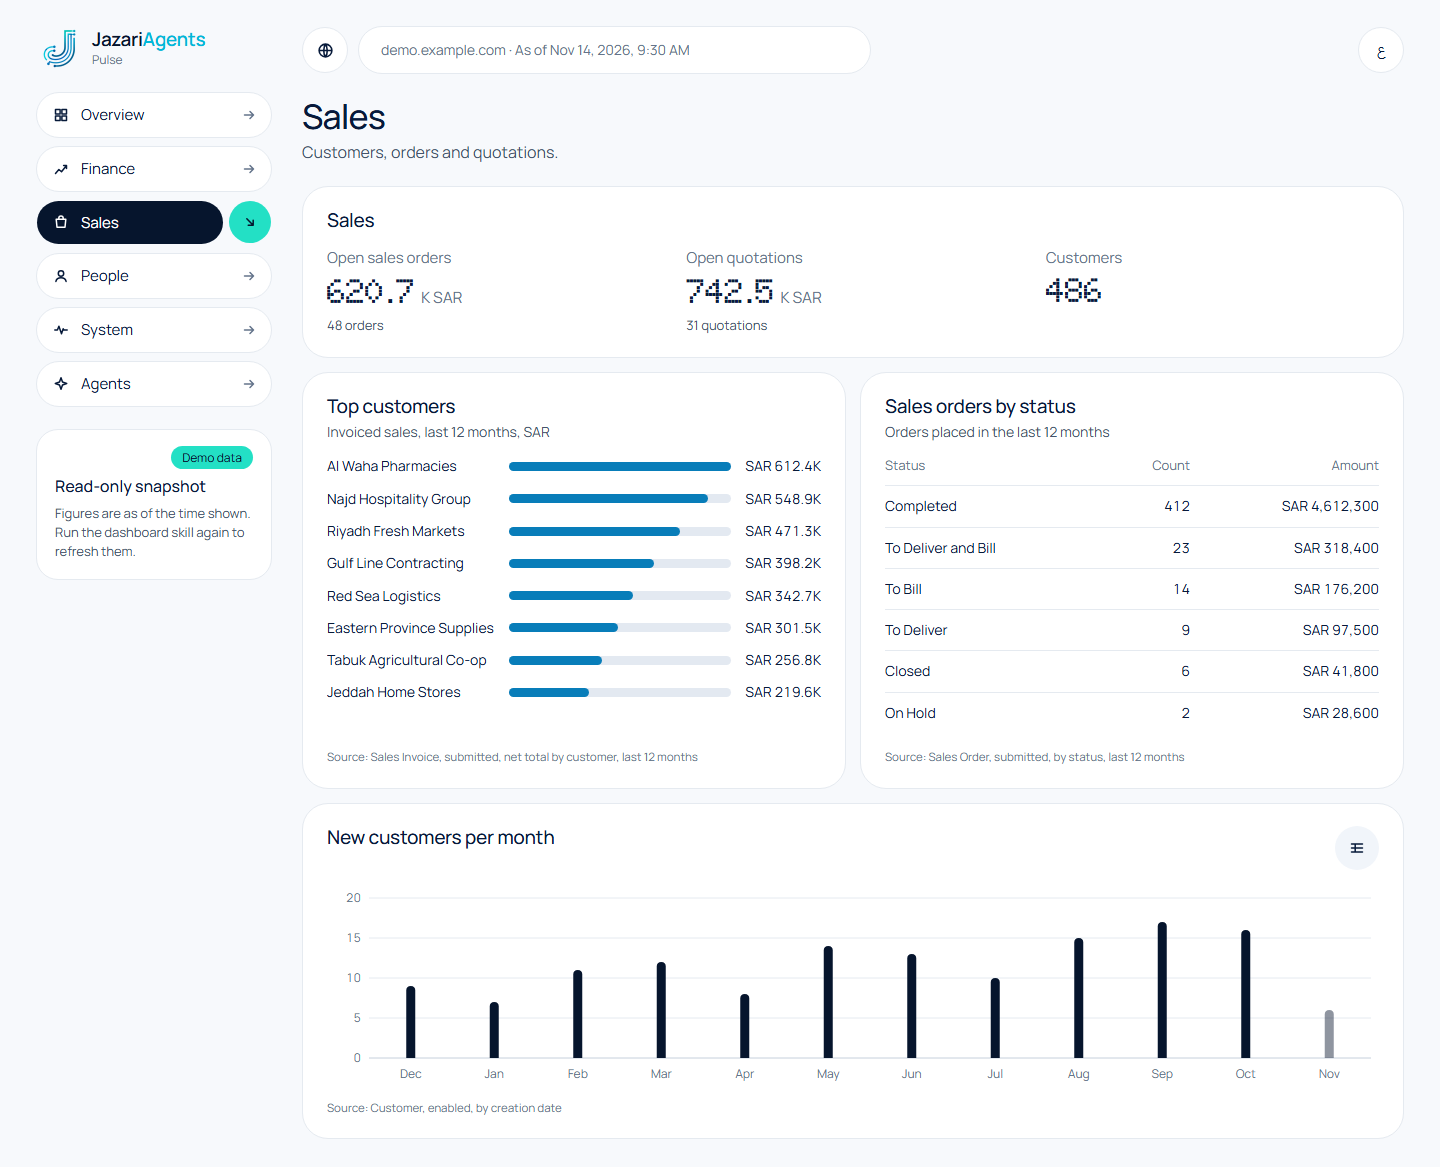 JazariAgents
Pulse
demo.example.com · As of Nov 14, 2026, 9:30 AM
ع
Overview
Finance
Sales
People
System
Agents
Demo data
Read-only snapshot
Figures are as of the time shown.
Run the dashboard skill again to
refresh them.
Sales
Customers, orders and quotations.
Sales
Open sales orders
620.7 K SAR
48 orders
Open quotations
742.5 K SAR
31 quotations
Customers
486
Top customers
Invoiced sales, last 12 months, SAR
Al Waha Pharmacies SAR 612.4K
Najd Hospitality Group SAR 548.9K
Riyadh Fresh Markets SAR 471.3K
Gulf Line Contracting SAR 398.2K
Red Sea Logistics SAR 342.7K
Eastern Province Supplies SAR 301.5K
Tabuk Agricultural Co-op SAR 256.8K
Jeddah Home Stores SAR 219.6K
Source: Sales Invoice, submitted, net total by customer, last 12 months
Sales orders by status
Orders placed in the last 12 months
Status Count Amount
Completed 412 SAR 4,612,300
To Deliver and Bill 23 SAR 318,400
To Bill 14 SAR 176,200
To Deliver 9 SAR 97,500
Closed 6 SAR 41,800
On Hold 2 SAR 28,600
Source: Sales Order, submitted, by status, last 12 months
New customers per month
20
15
10
5
0
Dec Jan Feb Mar Apr May Jun Jul Aug Sep Oct Nov
Source: Customer, enabled, by creation date